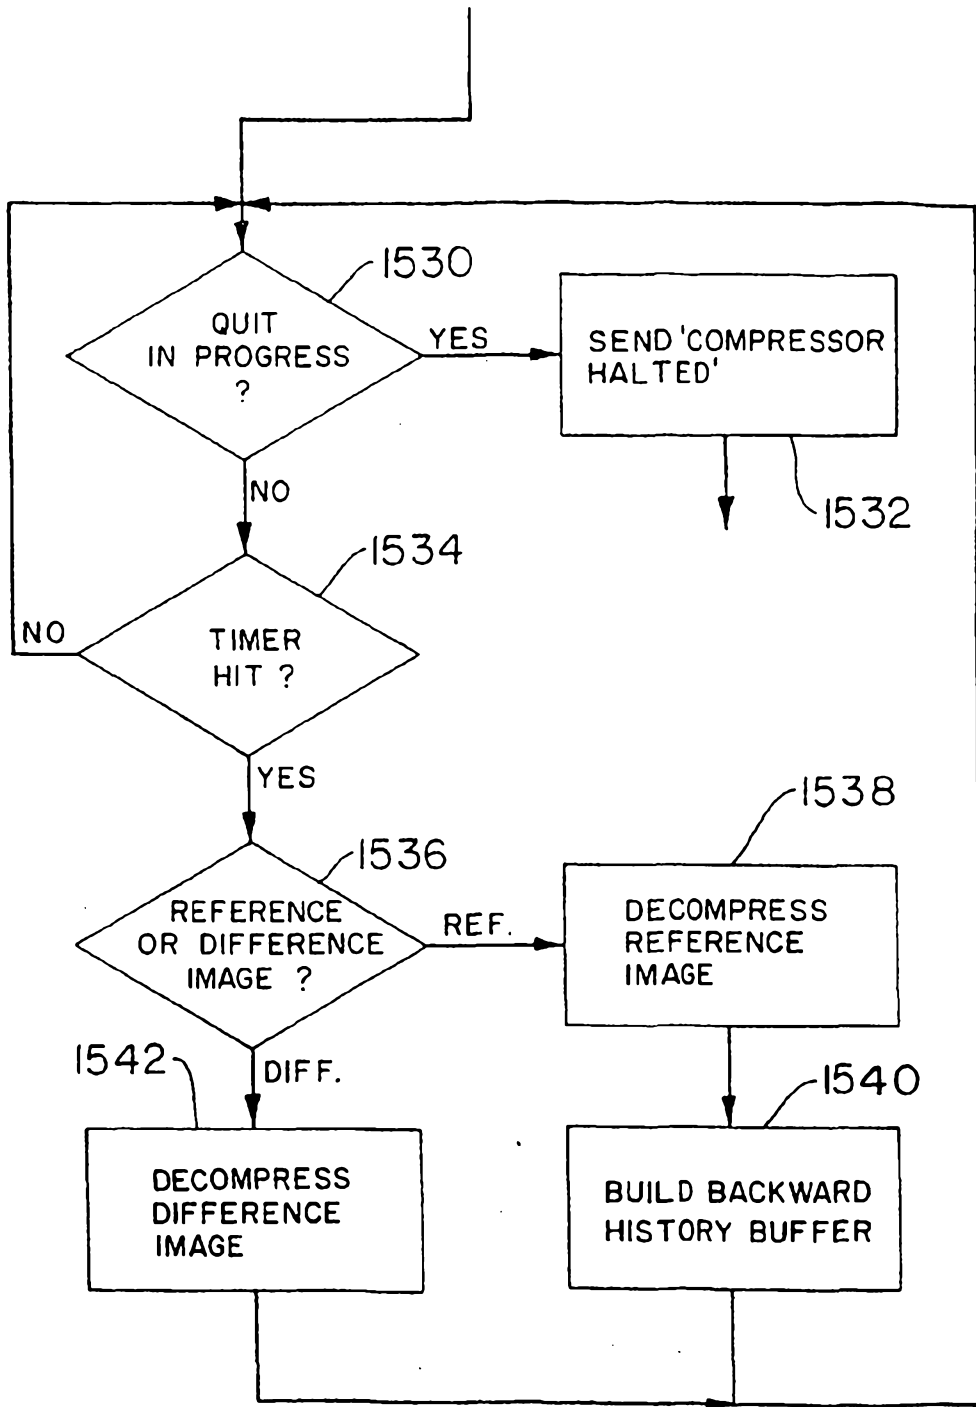 1530
QUIT
IN PROGRESS
?
YES
SEND 'COMPRESSOR
HALTED'
1532
NO
1534
TIMER
HIT ?
NO
YES
1536
REFERENCE
OR DIFFERENCE
IMAGE ?
REF.
1538
DECOMPRESS
REFERENCE
IMAGE
DIFF.
1542
DECOMPRESS
DIFFERENCE
IMAGE
1540
BUILD BACKWARD
HISTORY BUFFER